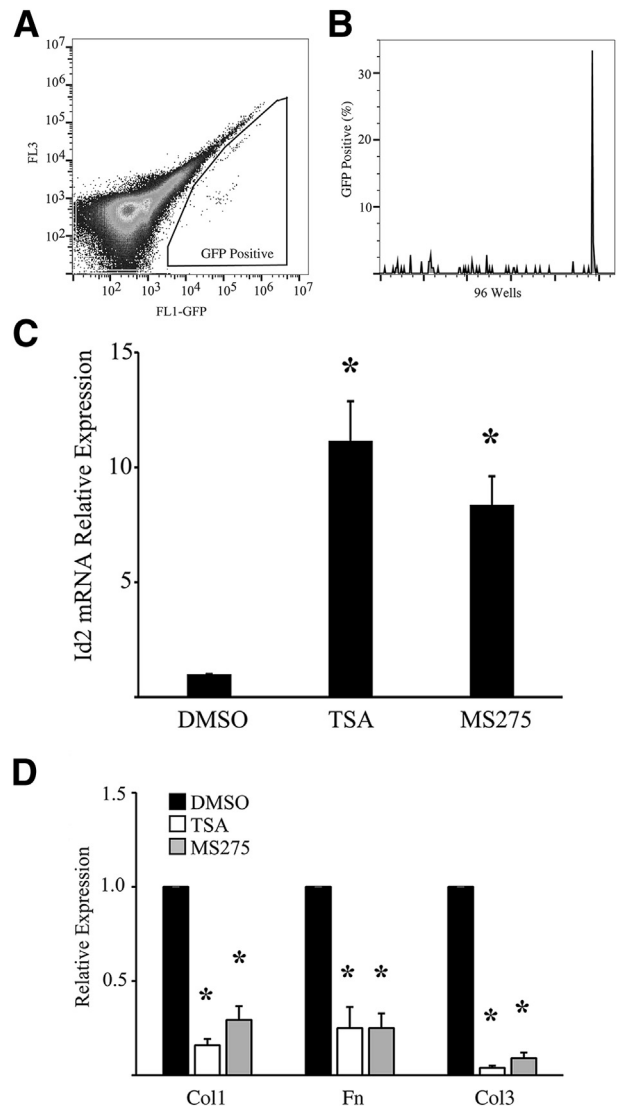 A
B
10^7
10^6
10^5
10^4
10^3
10^2
FL3
GFP Positive
10^2 10^3 10^4 10^5 10^6 10^7
FL1-GFP
30
20
10
GFP Positive (%)
96 Wells
C
15
10
5
Id2 mRNA Relative Expression
*
*
DMSO TSA MS275
D
1.5
1.0
0.5
Relative Expression
DMSO
TSA
MS275
* * * * * *
Col1 Fn Col3